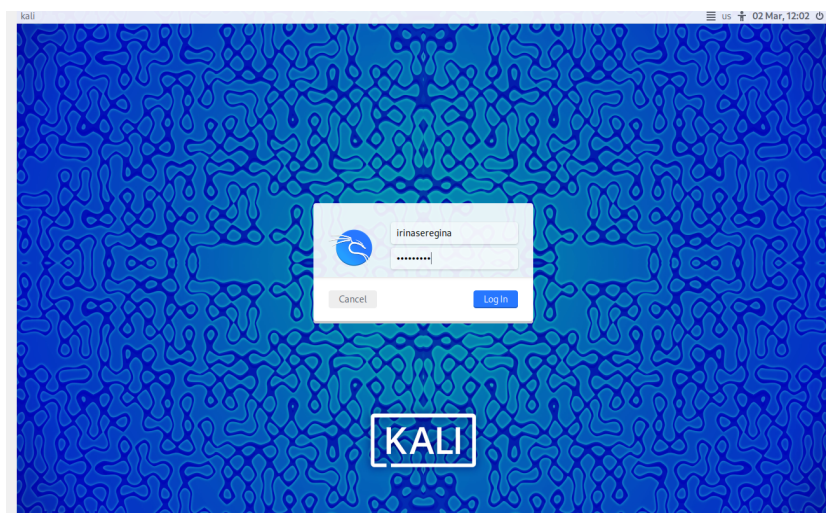 kali
us 02 Mar, 12:02
irinaseregina
•••••••••
Cancel
Log In
KALI